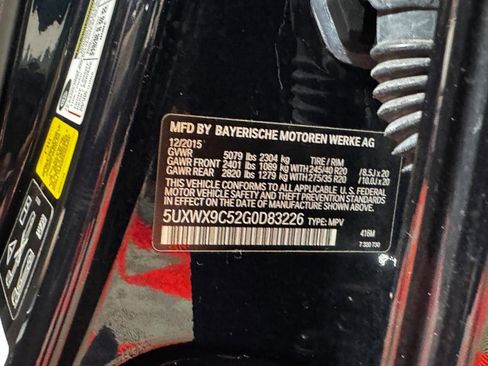 MFD BY BAYERISCHE MOTOREN WERKE AG
12/2015
GVWR 5079 lbs 2304 kg TIRE / RIM
GAWR FRONT 2401 lbs 1089 kg WITH 245/40 R20 / 8.5J x 20
GAWR REAR 2820 lbs 1279 kg WITH 275/35 R20 / 10.0J x 20
THIS VEHICLE CONFORMS TO ALL APPLICABLE
U.S. FEDERAL MOTOR VEHICLE SAFETY
STANDARDS IN EFFECT ON THE DATE OF
MANUFACTURE SHOWN ABOVE.
5UXWX9C52G0D83226 TYPE: MPV
416M
7 320 730